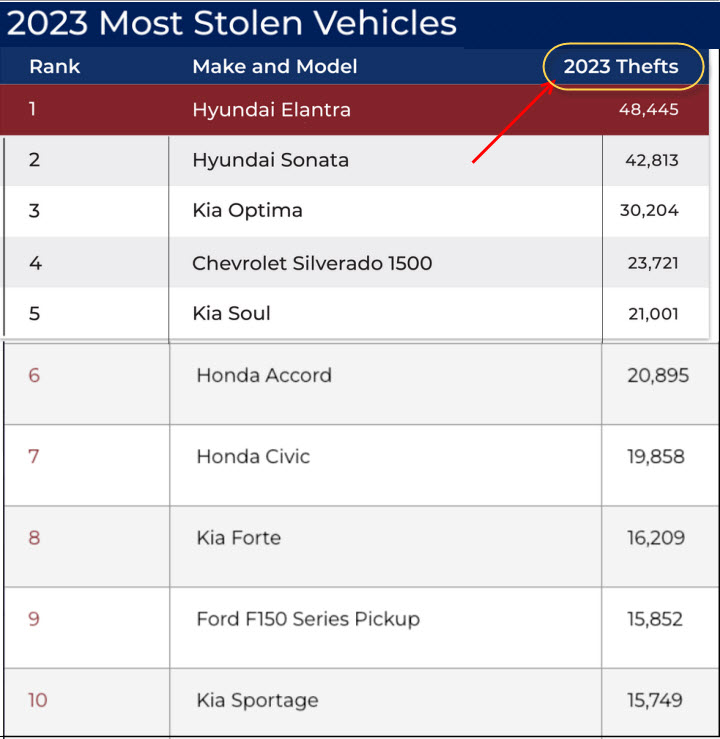 2023 Most Stolen Vehicles
Rank Make and Model 2023 Thefts
1 Hyundai Elantra 48,445
2 Hyundai Sonata 42,813
3 Kia Optima 30,204
4 Chevrolet Silverado 1500 23,721
5 Kia Soul 21,001
6 Honda Accord 20,895
7 Honda Civic 19,858
8 Kia Forte 16,209
9 Ford F150 Series Pickup 15,852
10 Kia Sportage 15,749